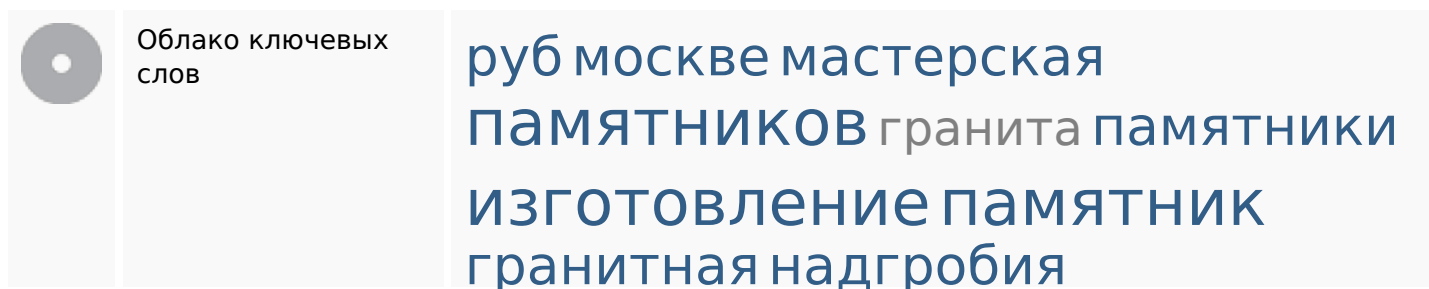 Облако ключевых
слов
руб москве мастерская
памятников гранита памятники
изготовление памятник
гранитная надгробия